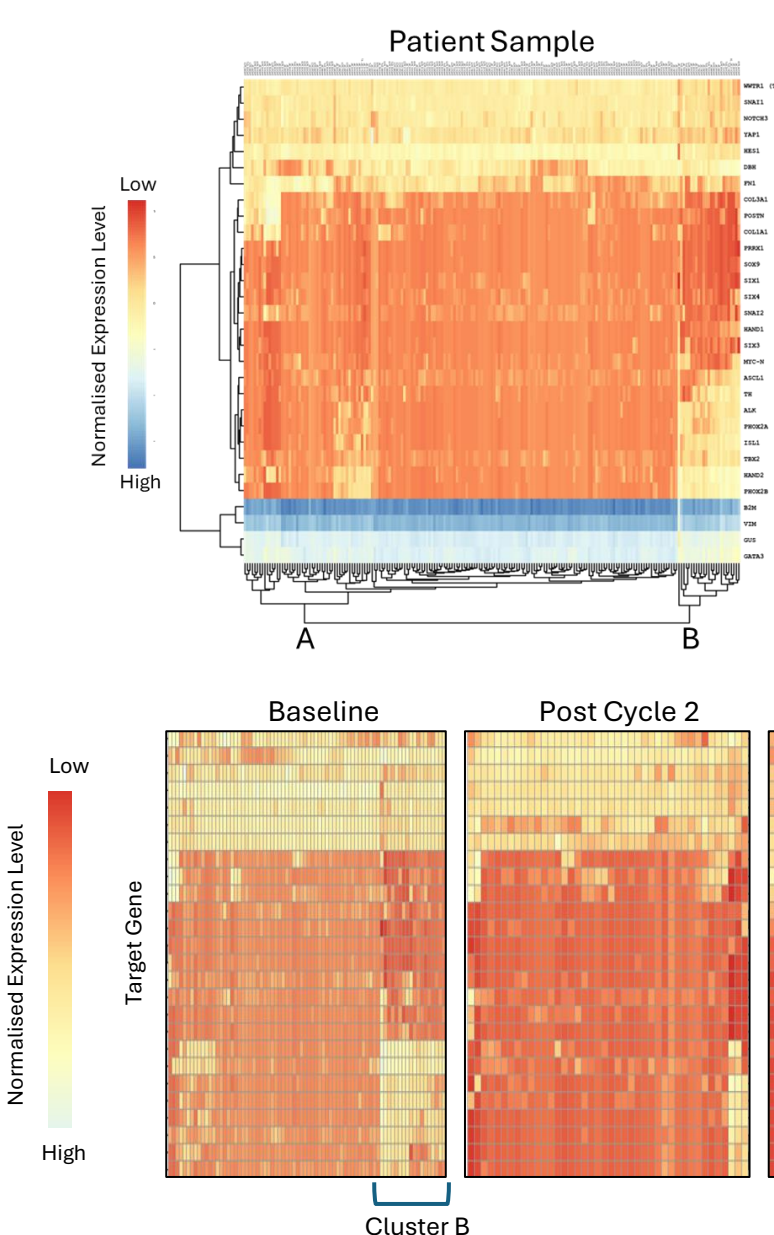 Patient Sample
WWTR1
SNAI1
NOTCH3
YAP1
HES1
DBH
FN1
COL3A1
POSTN
COL1A1
PRRX1
SOX9
SIX1
SIX4
SNAI2
HAND1
SIX3
MYC-N
ASCL1
TH
ALK
PHOX2A
ISL1
TBX2
HAND2
PHOX2B
B2M
VIM
GUS
GATA3
Low
Normalised Expression Level
High
A
B
Baseline
Post Cycle 2
Low
Normalised Expression Level
High
Target Gene
Cluster B